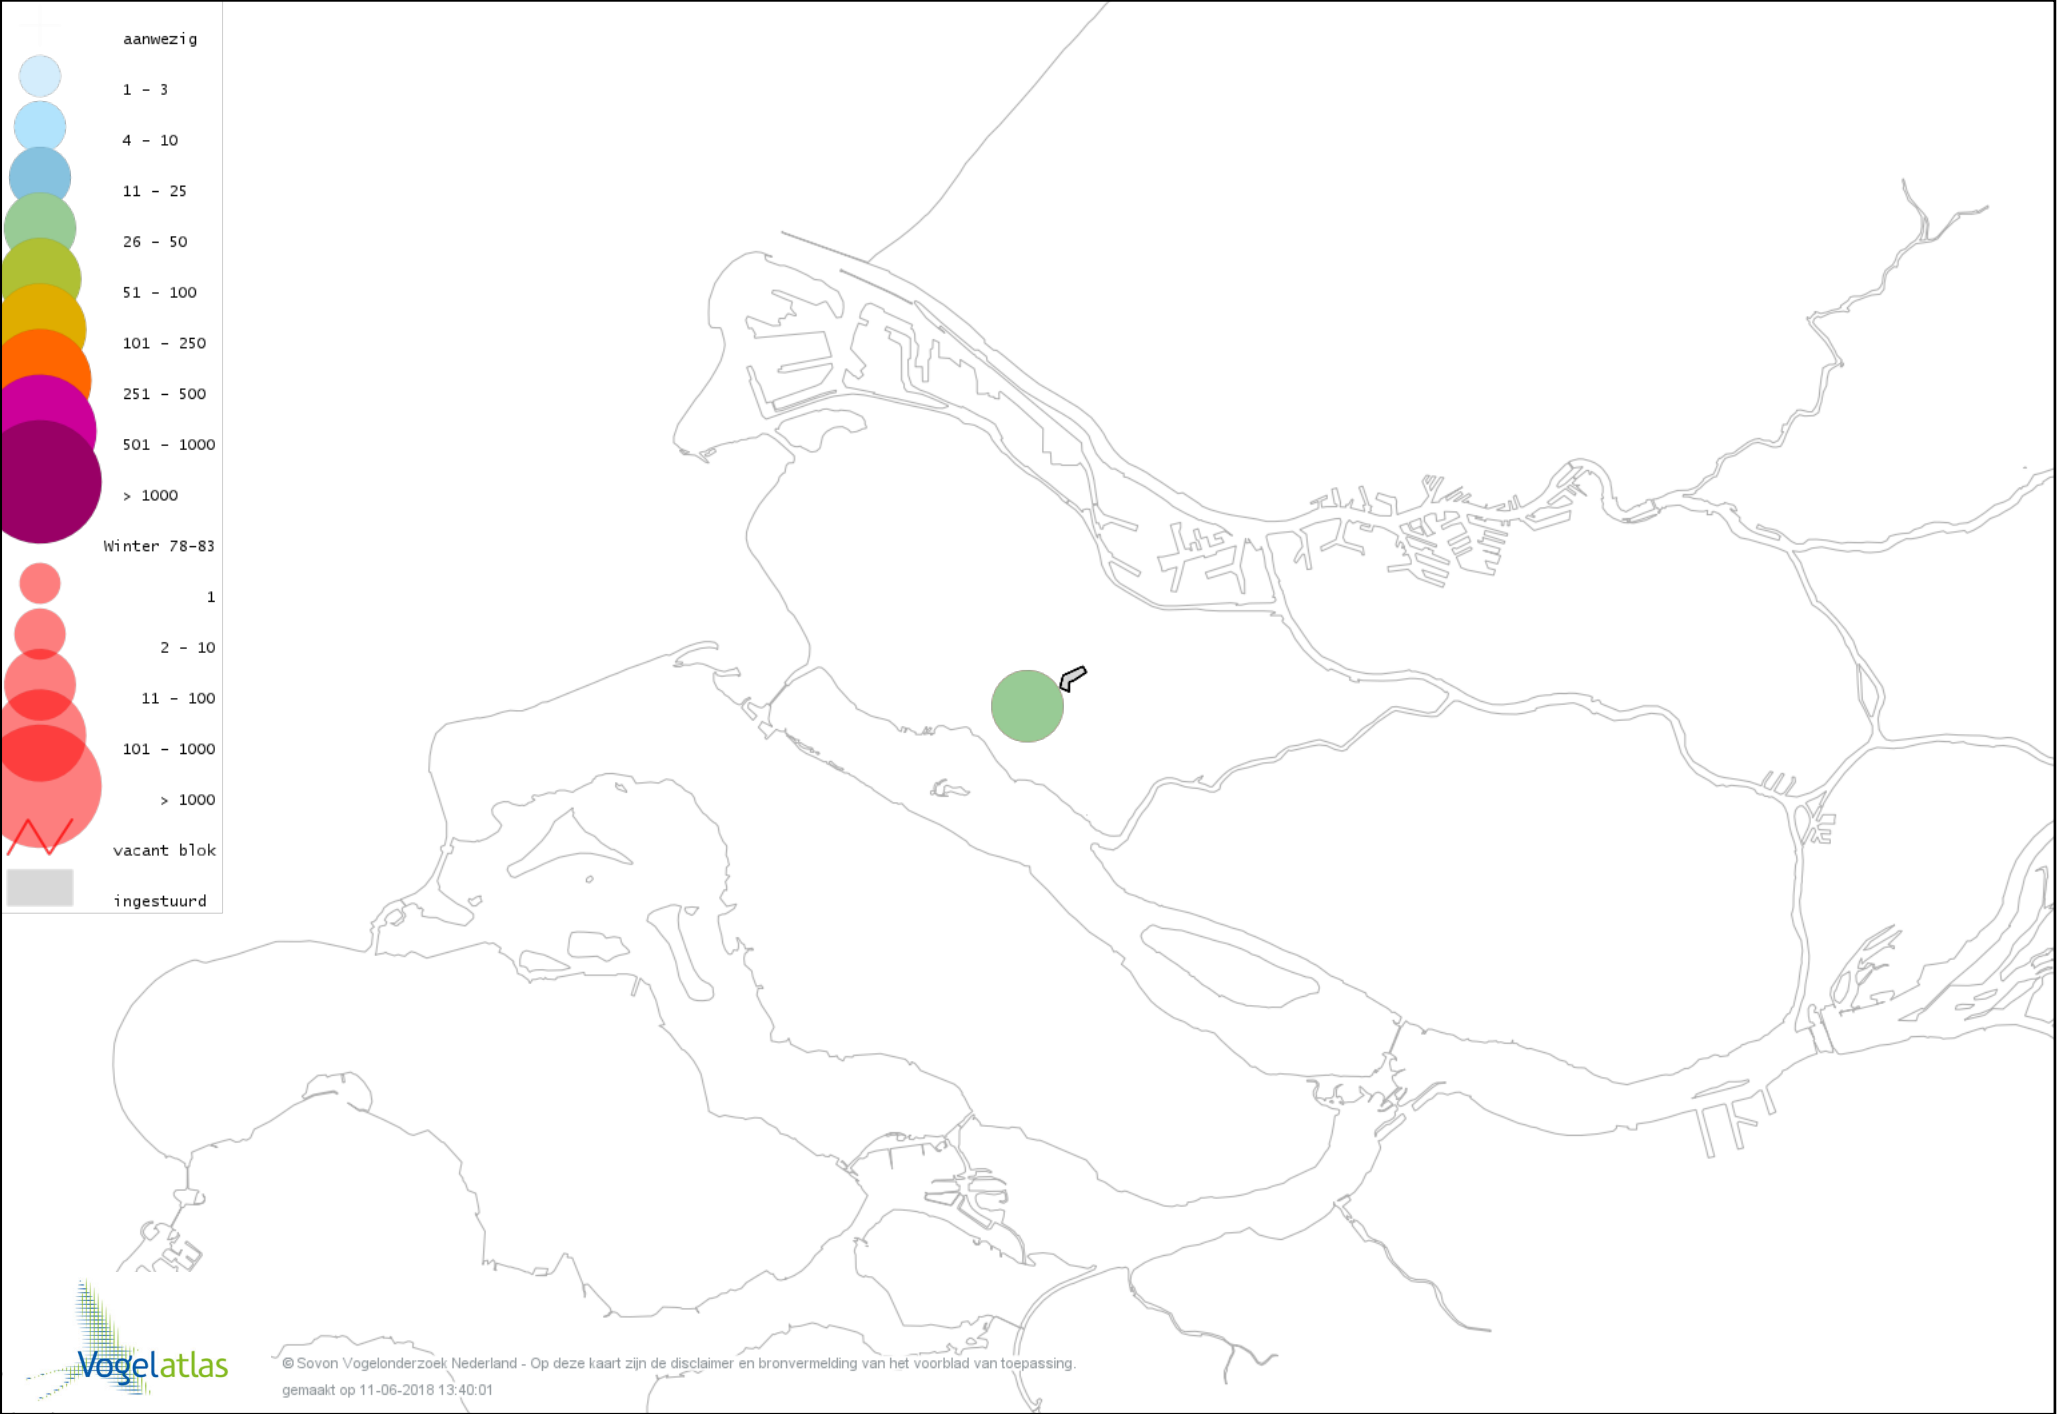 aanwezig
1 - 3
4 - 10
11 - 25
26 - 50
51 - 100
101 - 250
251 - 500
501 - 1000
> 1000
Winter 78-83
1
2 - 10
11 - 100
101 - 1000
> 1000
vacant blok
ingestuurd
Vogelatlas
© Sovon Vogelonderzoek Nederland - Op deze kaart zijn de disclaimer en bronvermelding van het voorblad van toepassing.
gemaakt op 11-06-2018 13:40:01